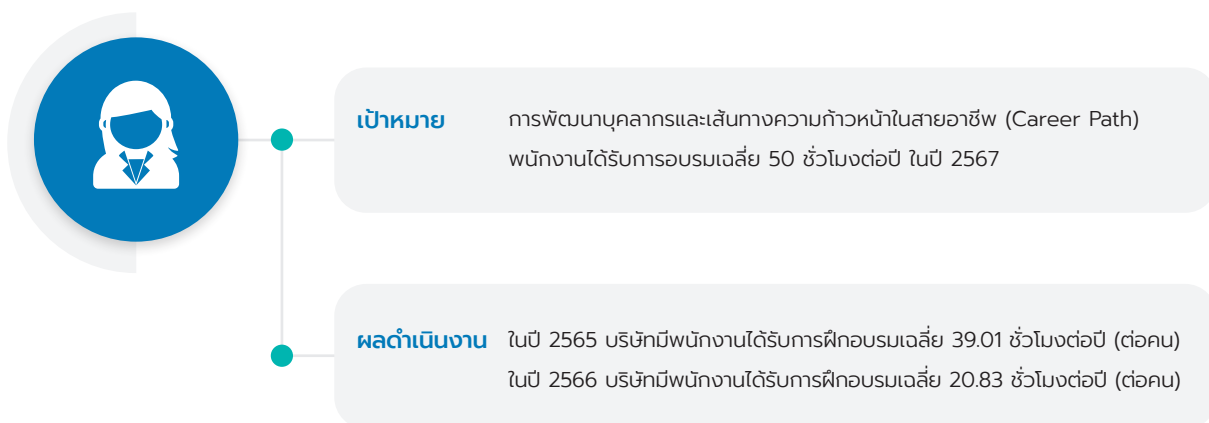 เป้าหมาย การพัฒนาบุคลากรและเส้นทางความก้าวหน้าในสายอาชีพ (Career Path)
พนักงานได้รับการอบรมเฉลี่ย 50 ชั่วโมงต่อปี ในปี 2567
ผลดำเนินงาน ในปี 2565 บริษัทมีพนักงานได้รับการฝึกอบรมเฉลี่ย 39.01 ชั่วโมงต่อปี (ต่อคน)
ในปี 2566 บริษัทมีพนักงานได้รับการฝึกอบรมเฉลี่ย 20.83 ชั่วโมงต่อปี (ต่อคน)